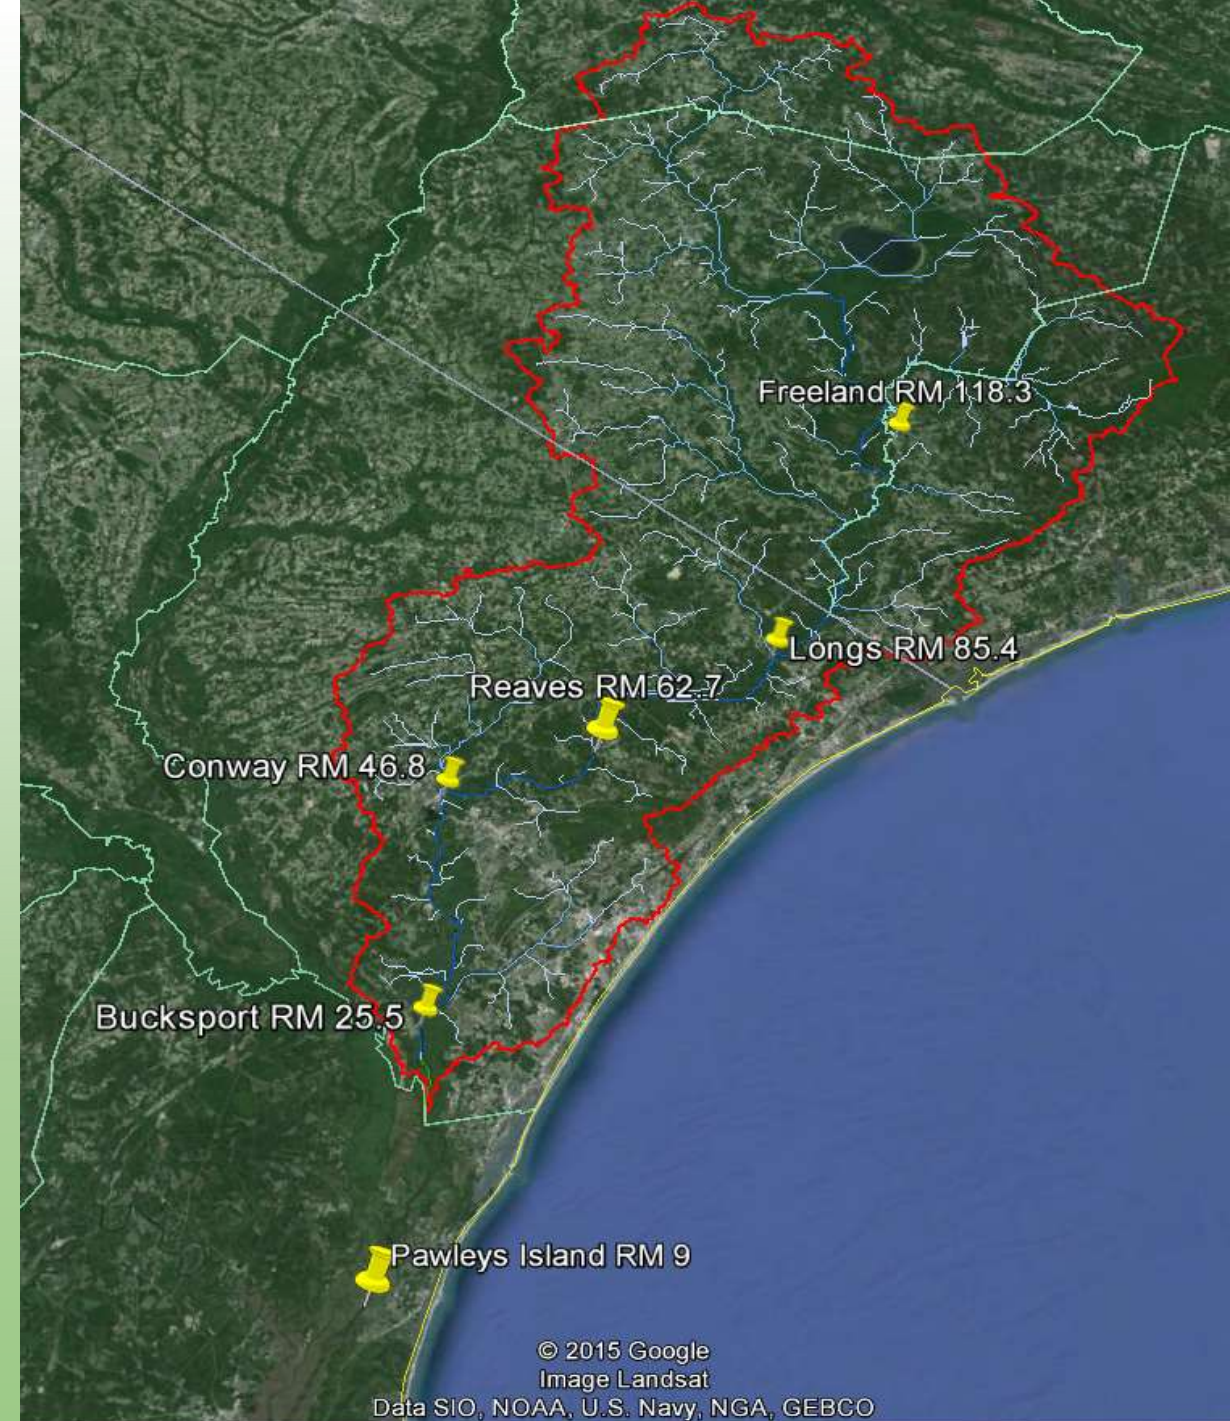 Freeland RM 118.3
Longs RM 85.4
Reaves RM 62.7
Conway RM 46.8
Bucksport RM 25.5
Pawleys Island RM 9
© 2015 Google
Image Landsat
Data SIO, NOAA, U.S. Navy, NGA, GEBCO